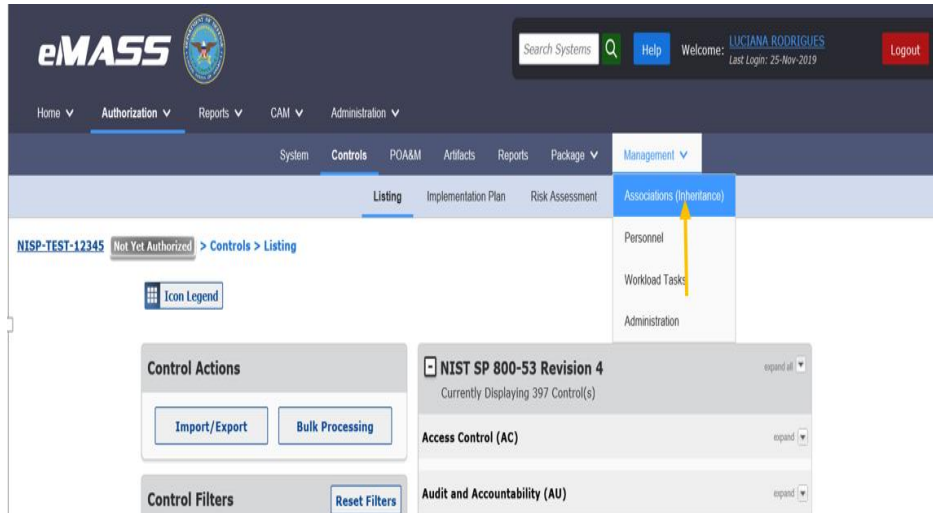 eMASS
Search Systems Help Welcome: LUCIANA RODRIGUES Logout
Last Login: 25-Nov-2019
Home Authorization Reports CAM Administration
System Controls POA&M Artifacts Reports Package Management
Listing Implementation Plan Risk Assessment Associations (Inheritance)
NISP-TEST-12345 Not Yet Authorized > Controls > Listing
Personnel
Workload Tasks
Icon Legend
Administration
Control Actions
NIST SP 800-53 Revision 4 expand all
Currently Displaying 397 Control(s)
Import/Export Bulk Processing
Access Control (AC) expand
Control Filters Reset Filters
Audit and Accountability (AU) expand